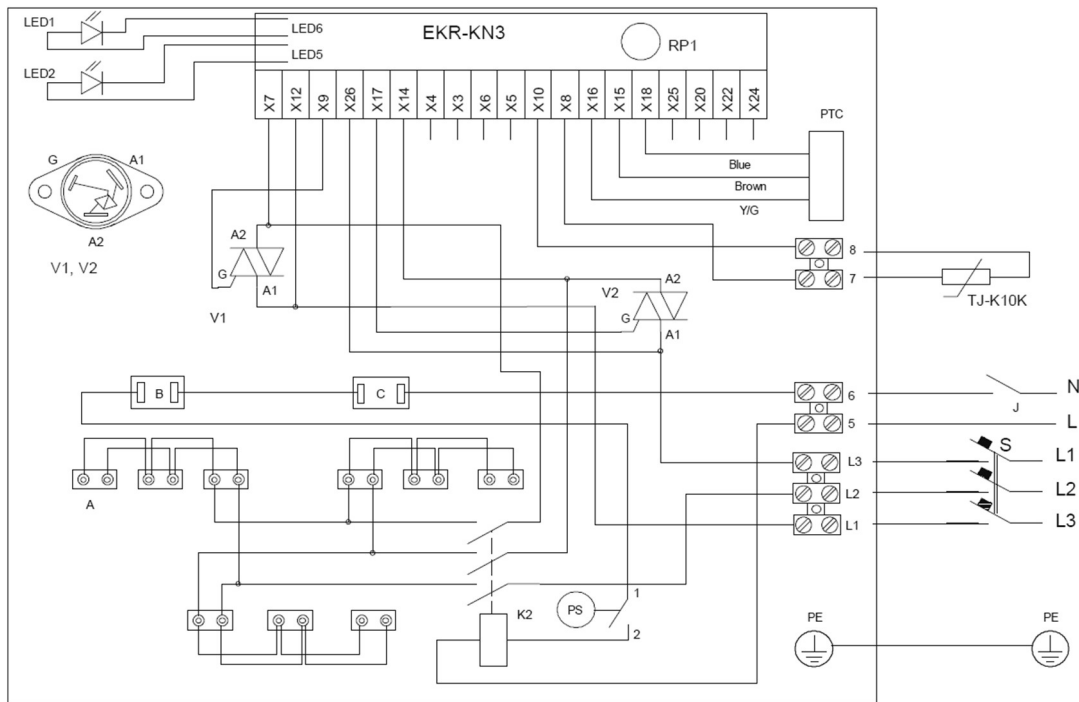 LED1
LED6
EKR-KN3
RP1
LED5
LED2
X7 X12 X9 X26 X17 X14 X4 X3 X6 X5 X10 X8 X16 X15 X18 X25 X20 X22 X24
PTC
G A1
Blue
Brown
Y/G
A2
V1, V2
A2
G
A1
V1
V2
A2
G
A1
8
7
TJ-K10K
B
C
6
J
N
5
L
A
L3
S
L1
L2
L2
L1
L3
K2
PS
1
2
PE
PE